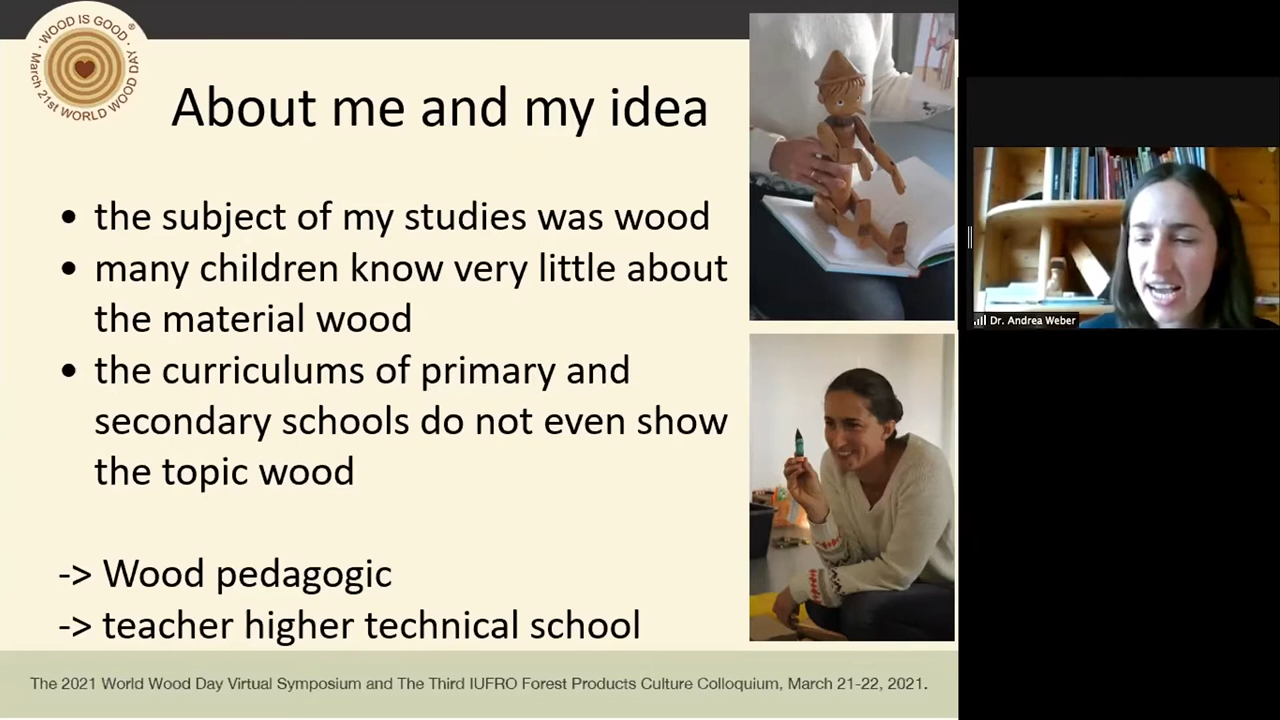 · WOOD IS GOOD ·®
March 21st WORLD WOOD DAY
About me and my idea
• the subject of my studies was wood
• many children know very little about
the material wood
• the curriculums of primary and
secondary schools do not even show
the topic wood
-> Wood pedagogic
-> teacher higher technical school
The 2021 World Wood Day Virtual Symposium and The Third IUFRO Forest Products Culture Colloquium, March 21-22, 2021.
Dr. Andrea Weber